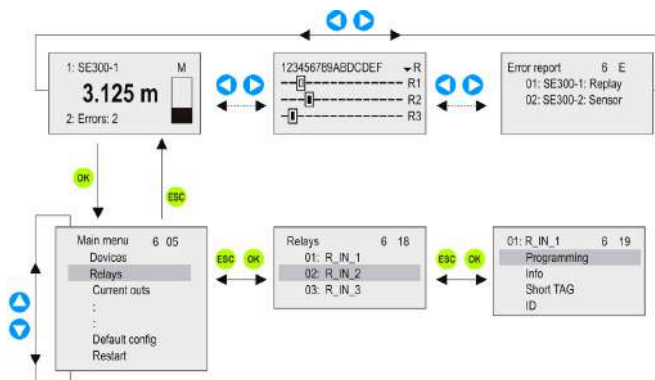 1: SE300-1 M
3.125 m
2: Errors: 2
123456789ABDCDEF R
R1
R2
R3
Error report 6 E
01: SE300-1: Replay
02: SE300-2: Sensor
OK
ESC
Main menu 6 05
Devices
Relays
Current outs
:
:
Default config
Restart
ESC OK
Relays 6 18
01: R_IN_1
02: R_IN_2
03: R_IN_3
ESC OK
01: R_IN_1 6 19
Programming
Info
Short TAG
ID